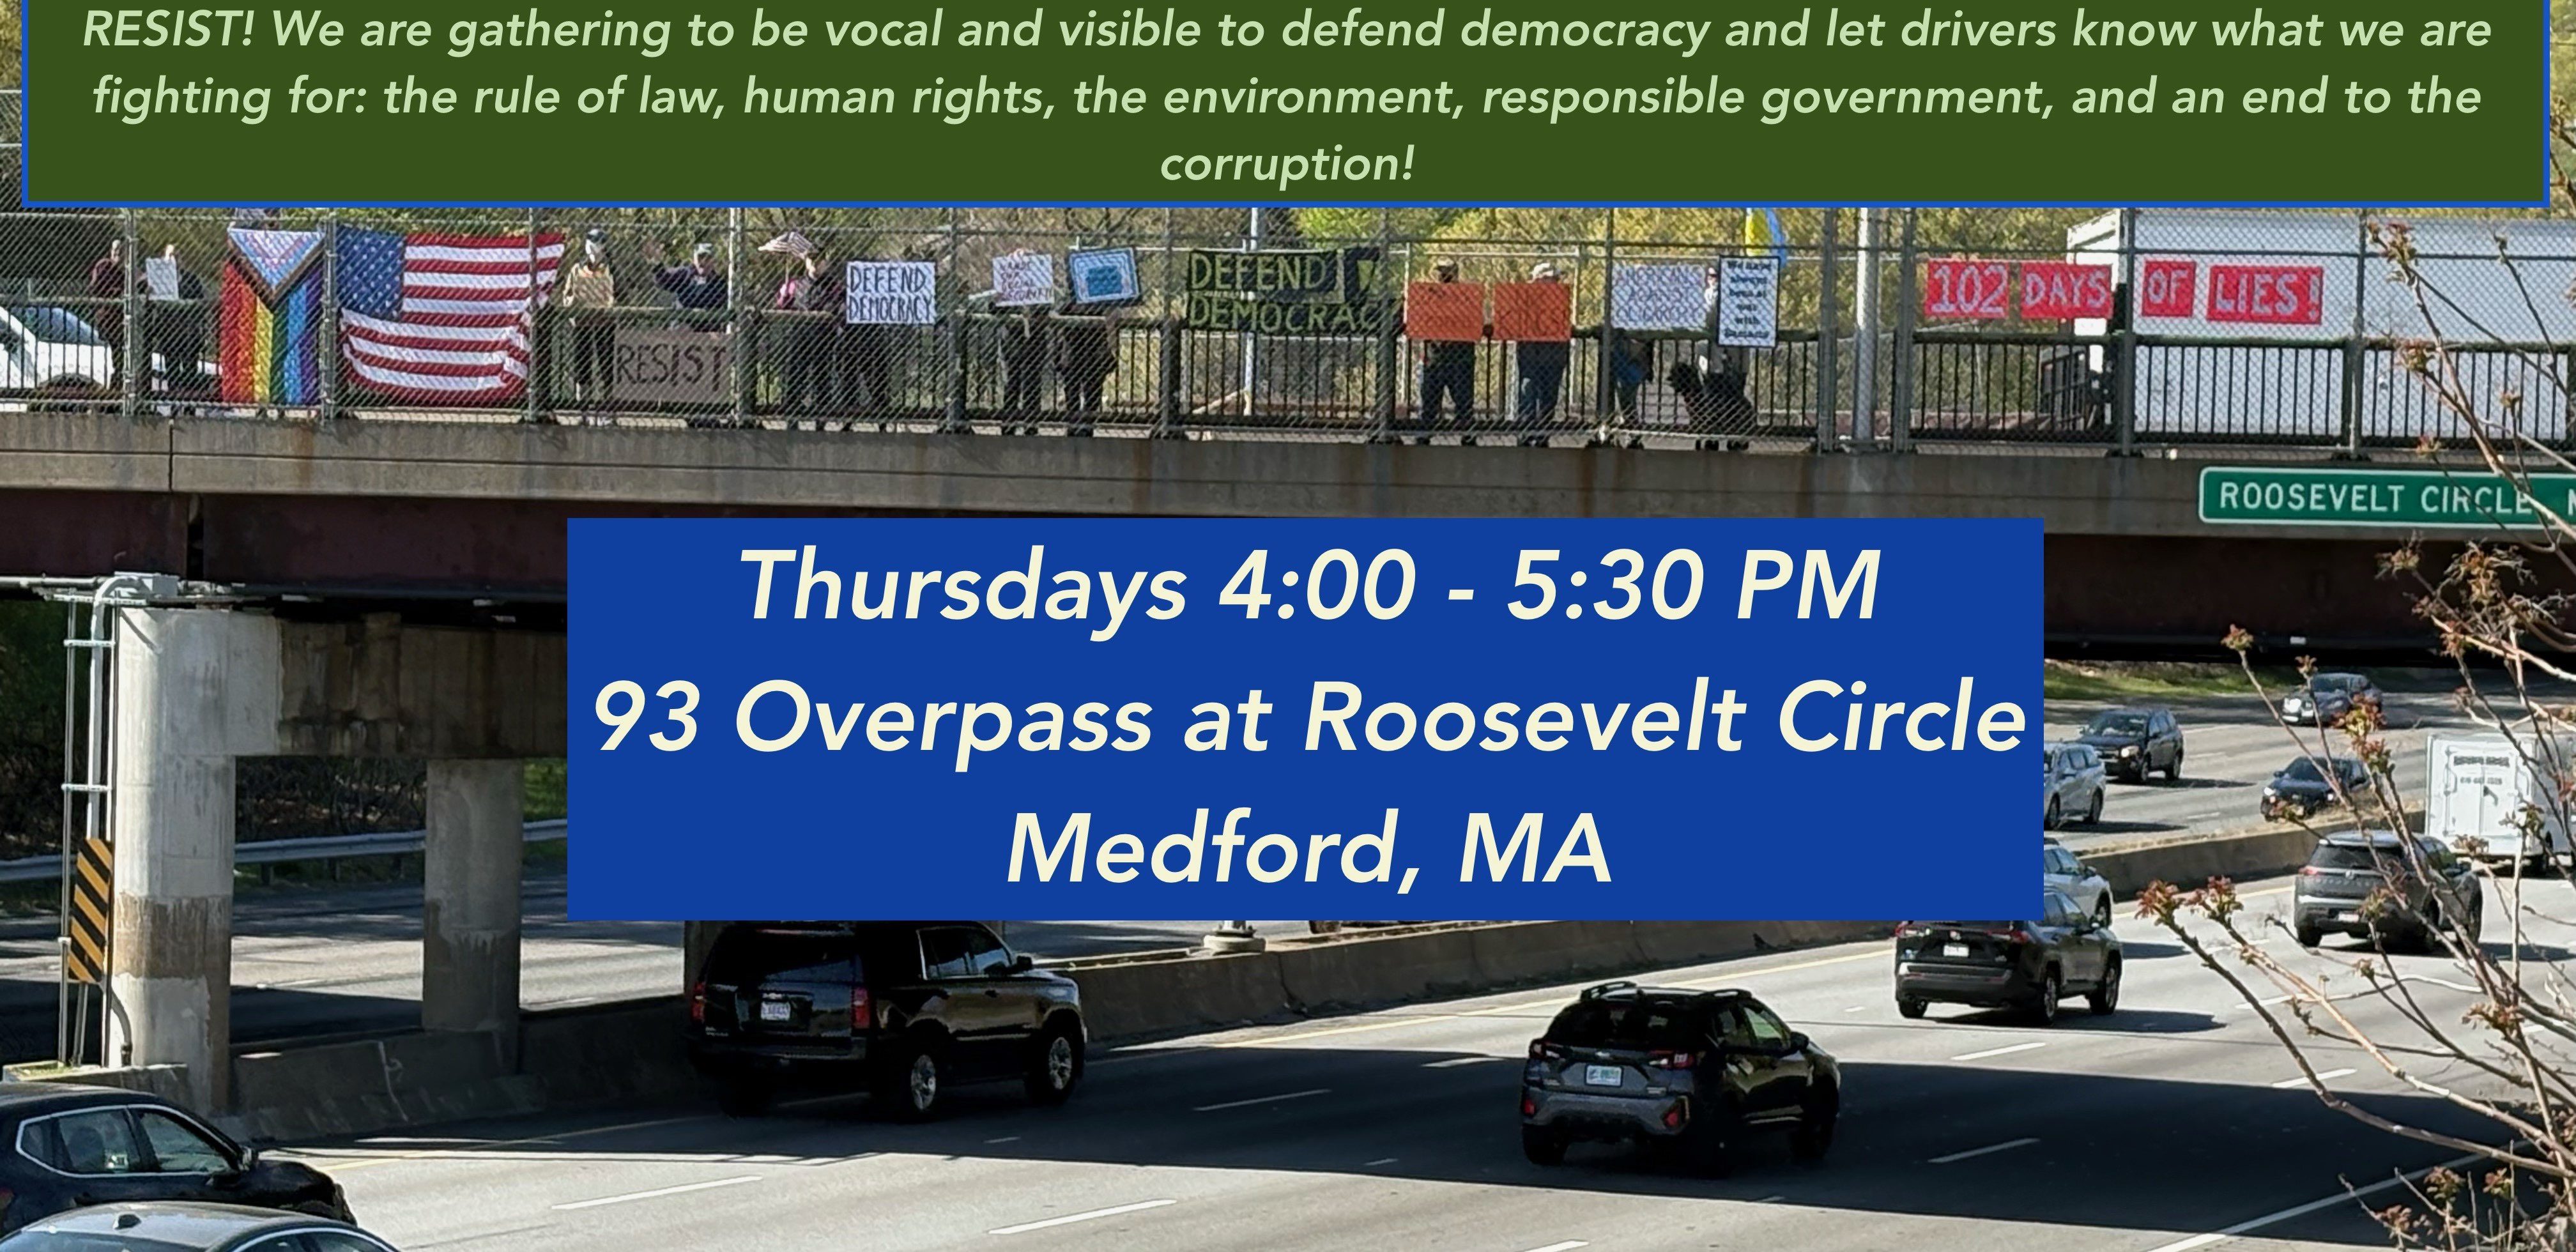 RESIST! We are gathering to be vocal and visible to defend democracy and let drivers know what we are
fighting for: the rule of law, human rights, the environment, responsible government, and an end to the
corruption!
DEFEND
DEMOCRACY
RESIST
DEFEND
DEMOCRAC
102 DAYS OF LIES!
ROOSEVELT CIRCLE
Thursdays 4:00 - 5:30 PM
93 Overpass at Roosevelt Circle
Medford, MA